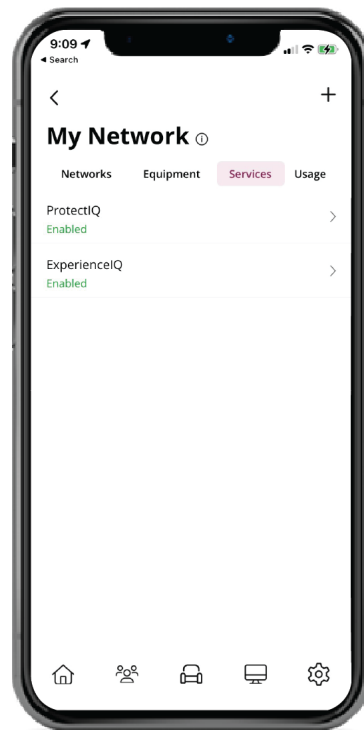 9:09
Search
My Network
Networks Equipment Services Usage
ProtectIQ
Enabled
ExperienceIQ
Enabled